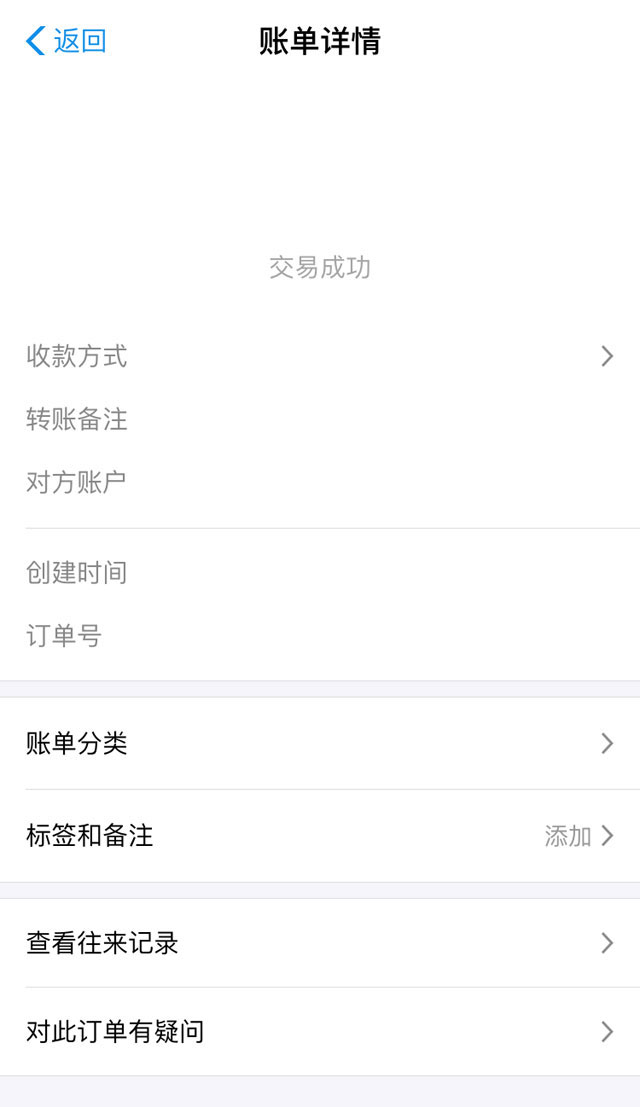 返回 账单详情
交易成功
收款方式
转账备注
对方账户
创建时间
订单号
账单分类
标签和备注 添加
查看往来记录
对此订单有疑问